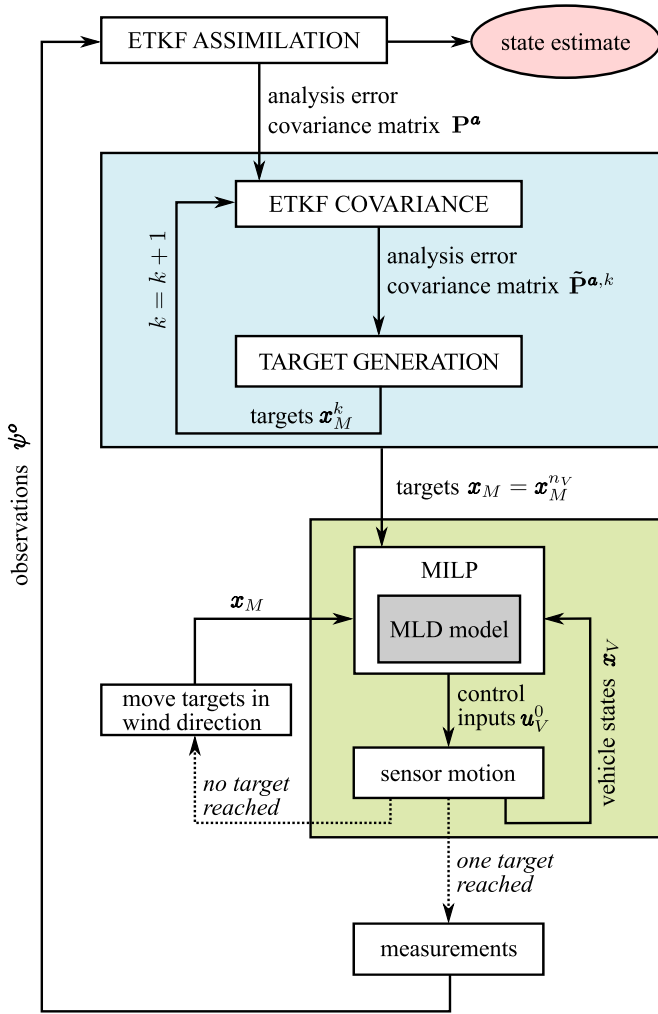 ETKF ASSIMILATION
state estimate
analysis error
covariance matrix 𝐏ᵃ
ETKF COVARIANCE
k = k + 1
analysis error
covariance matrix 𝐏̃ᵃ,ᵏ
TARGET GENERATION
targets 𝒙_M^k
observations 𝝍ᵒ
targets 𝒙_M = 𝒙_M^{n_V}
MILP
MLD model
𝒙_M
vehicle states 𝒙_V
control
inputs 𝒖_V^0
move targets in
wind direction
sensor motion
no target
reached
one target
reached
measurements